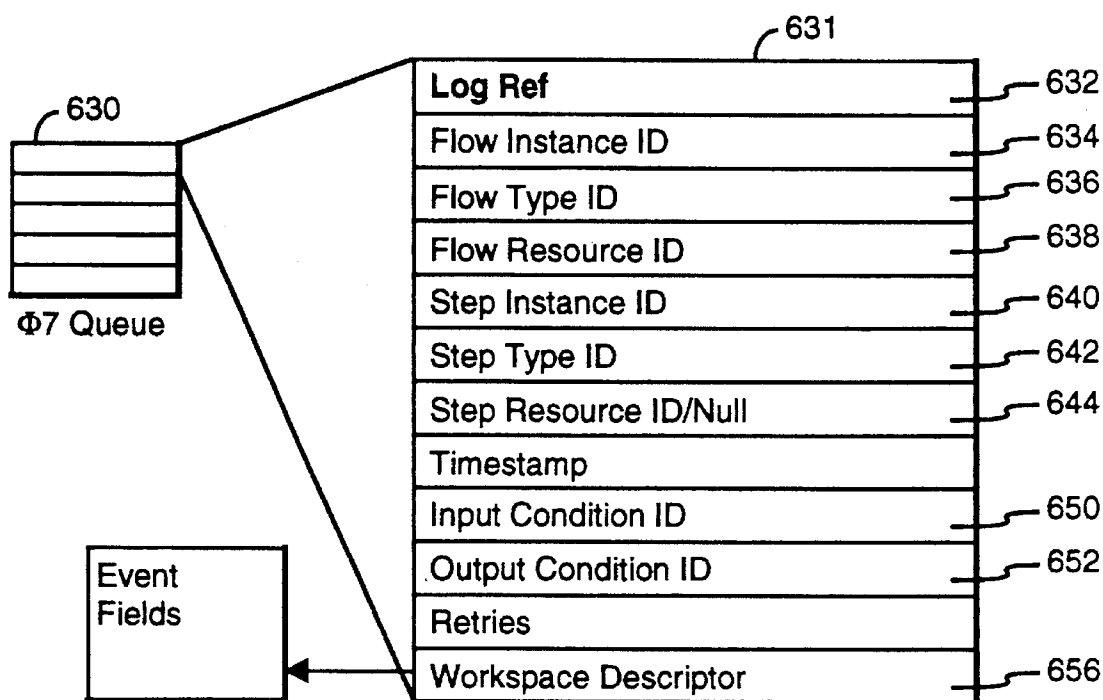 631
Log Ref 632
630
Flow Instance ID 634
Flow Type ID 636
Flow Resource ID 638
Step Instance ID 640
Φ7 Queue
Step Type ID 642
Step Resource ID/Null 644
Timestamp
Input Condition ID 650
Output Condition ID 652
Event
Fields
Retries
Workspace Descriptor 656